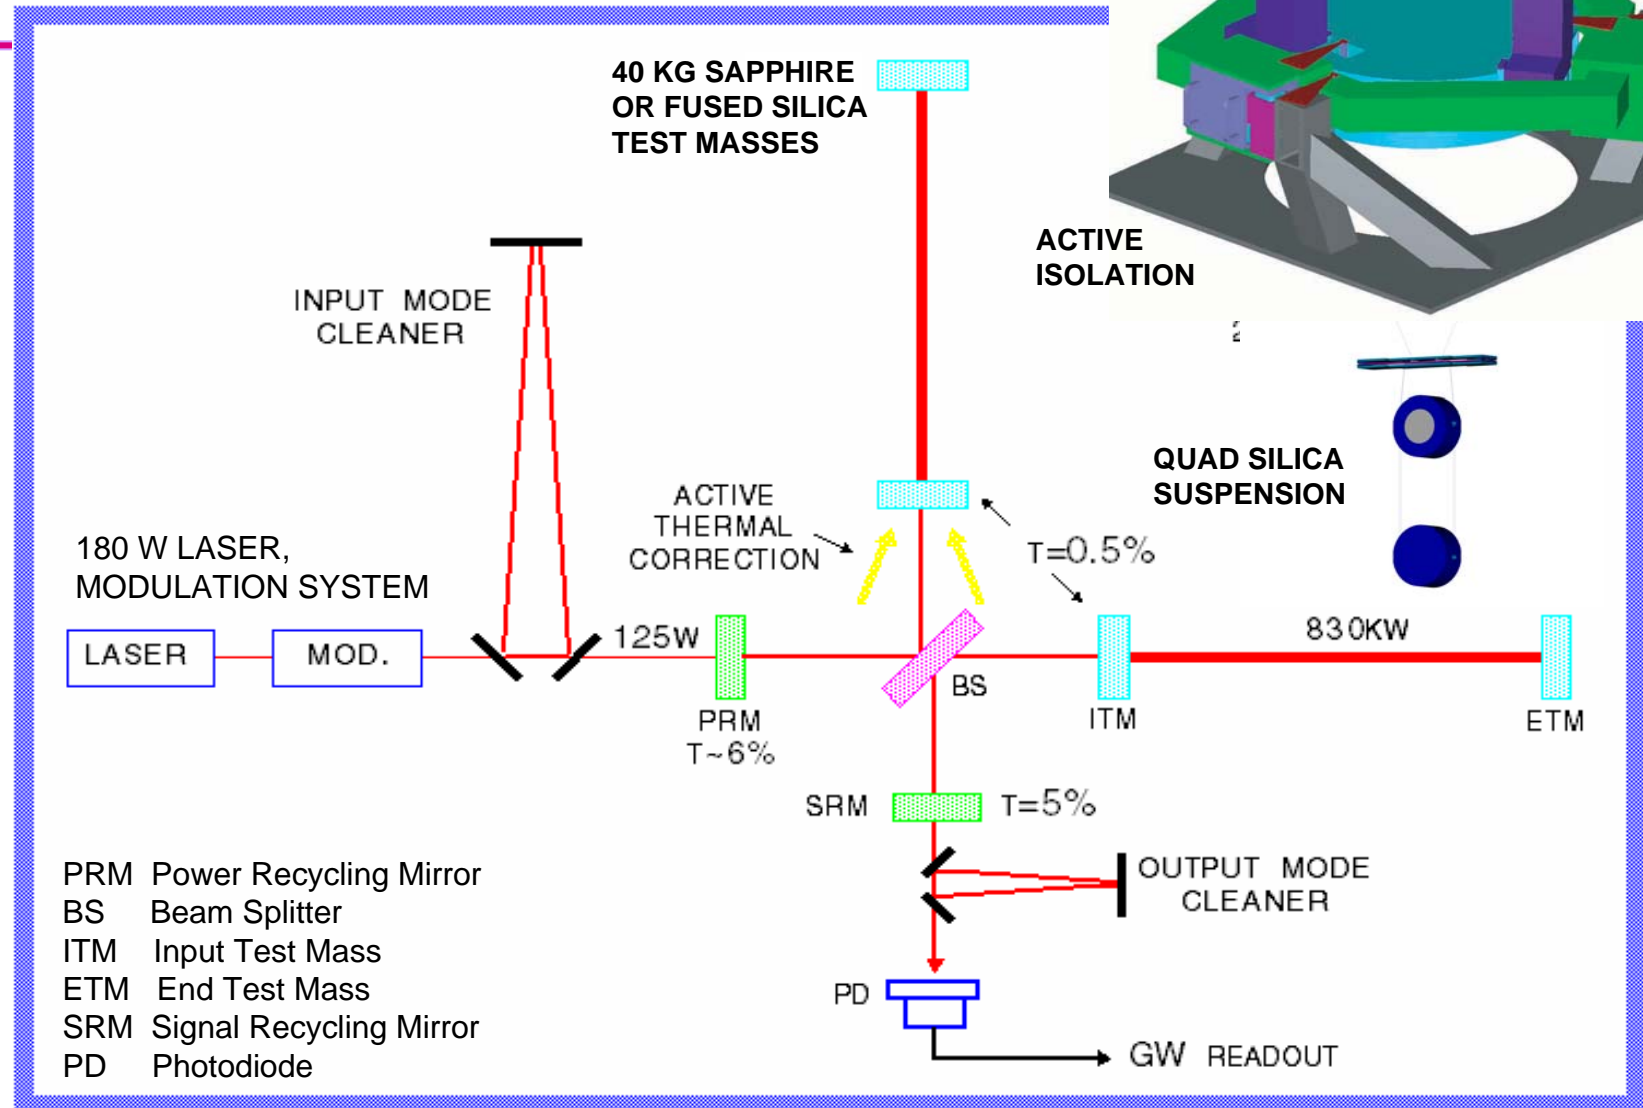 40 KG SAPPHIRE
OR FUSED SILICA
TEST MASSES
ACTIVE
ISOLATION
INPUT MODE
CLEANER
QUAD SILICA
SUSPENSION
ACTIVE
THERMAL
CORRECTION
T=0.5%
180 W LASER,
MODULATION SYSTEM
LASER
MOD.
125W
830KW
BS
PRM
T~6%
ITM
ETM
SRM
T=5%
OUTPUT MODE
CLEANER
PRM Power Recycling Mirror
BS Beam Splitter
ITM Input Test Mass
ETM End Test Mass
SRM Signal Recycling Mirror
PD Photodiode
PD
GW READOUT